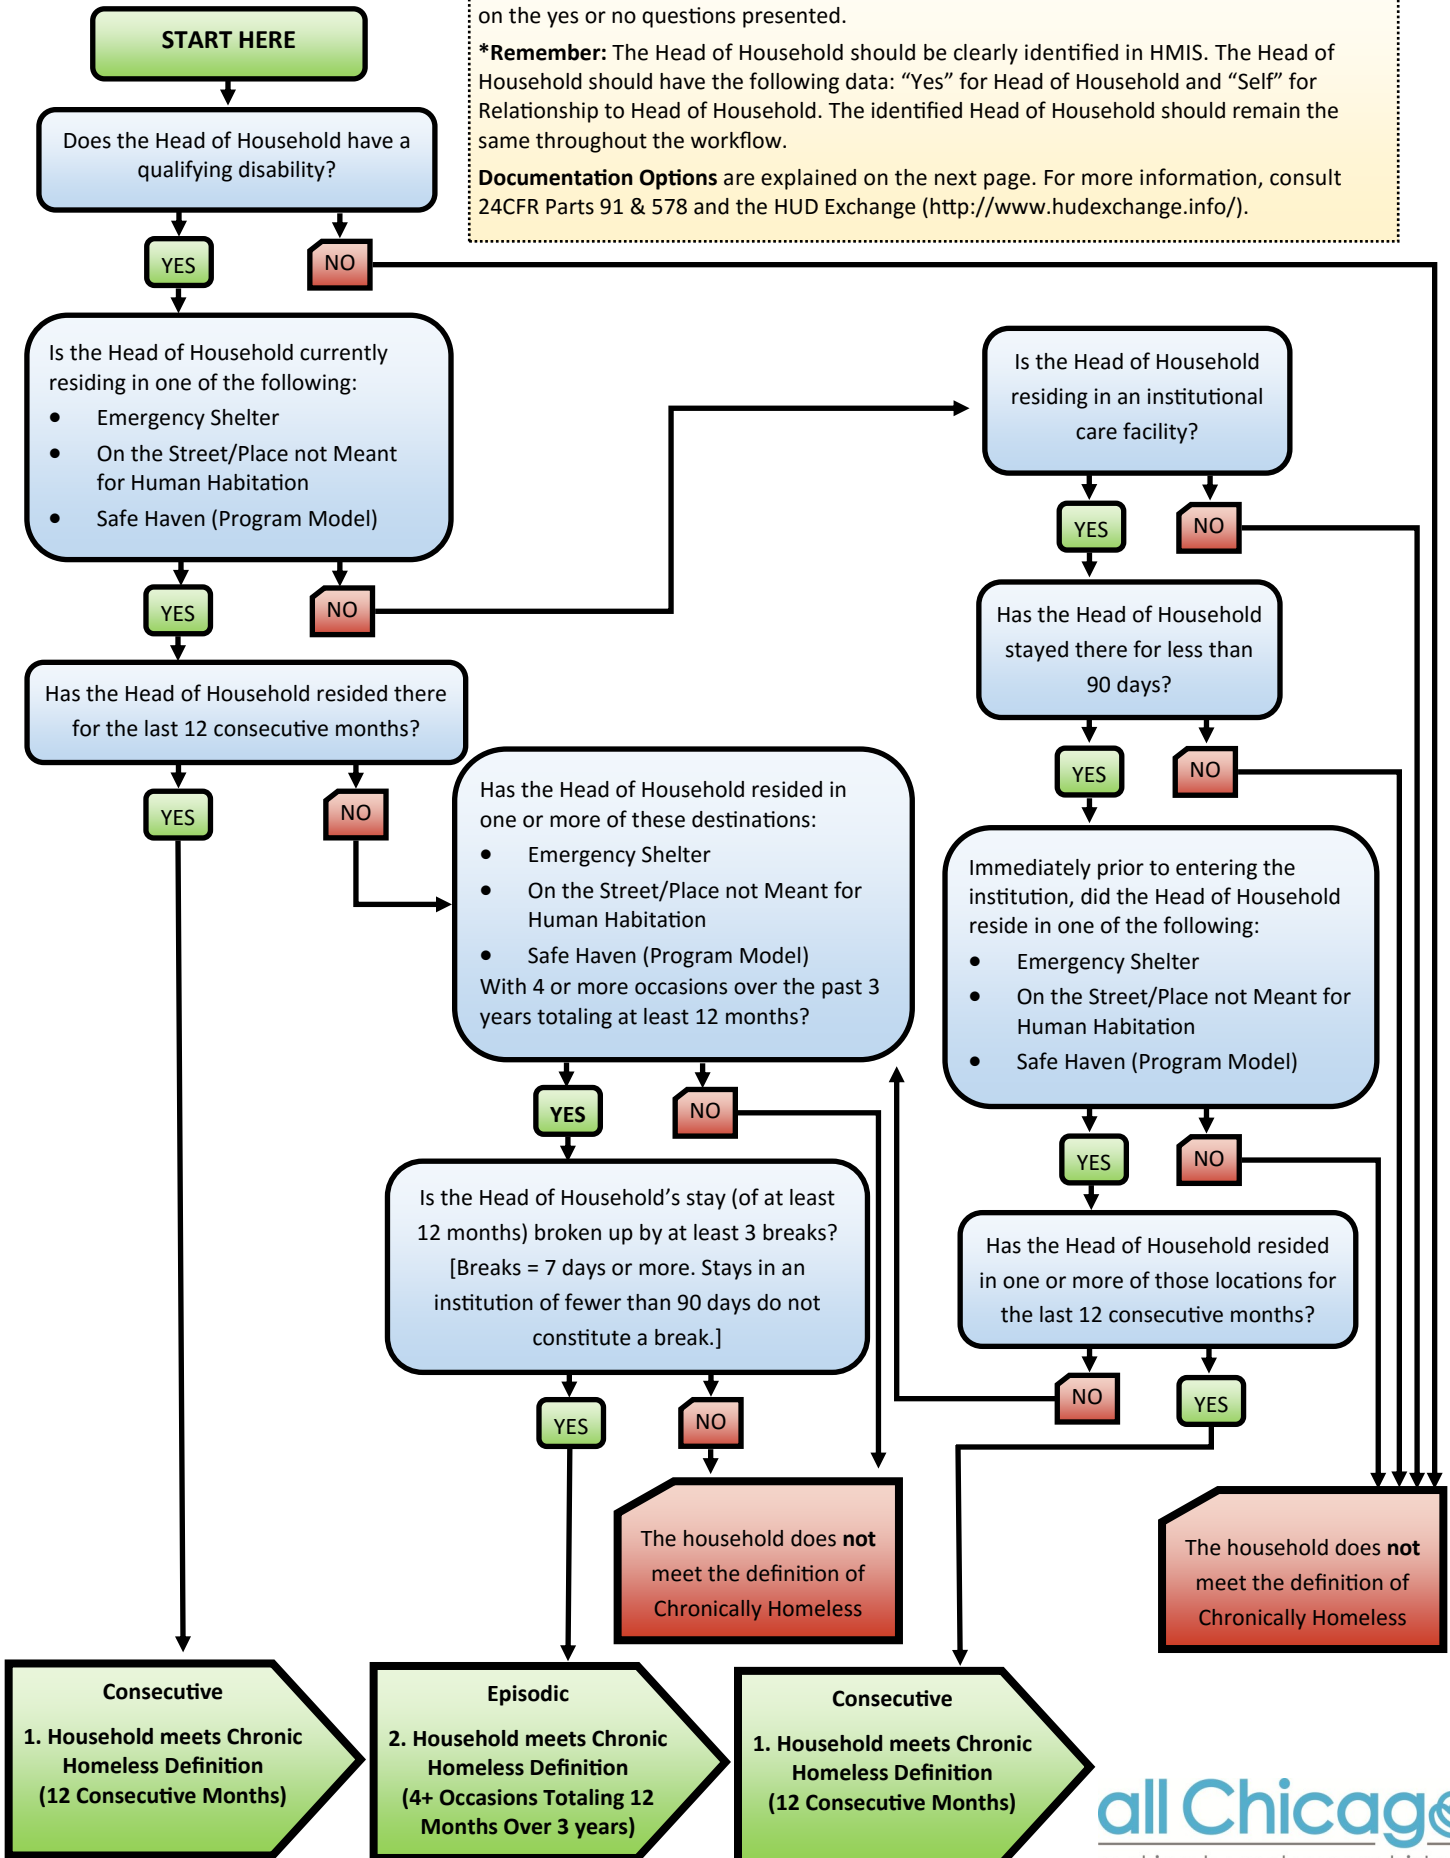 on the yes or no questions presented.
*Remember: The Head of Household should be clearly identified in HMIS. The Head of
Household should have the following data: “Yes” for Head of Household and “Self” for
Relationship to Head of Household. The identified Head of Household should remain the
same throughout the workflow.
Documentation Options are explained on the next page. For more information, consult
24CFR Parts 91 & 578 and the HUD Exchange (http://www.hudexchange.info/).
START HERE
Does the Head of Household have a
qualifying disability?
YES
NO
Is the Head of Household currently
residing in one of the following:
• Emergency Shelter
• On the Street/Place not Meant
for Human Habitation
• Safe Haven (Program Model)
YES
NO
Is the Head of Household
residing in an institutional
care facility?
YES
NO
Has the Head of Household
stayed there for less than
90 days?
YES
NO
Has the Head of Household resided there
for the last 12 consecutive months?
YES
NO
Has the Head of Household resided in
one or more of these destinations:
• Emergency Shelter
• On the Street/Place not Meant for
Human Habitation
• Safe Haven (Program Model)
With 4 or more occasions over the past 3
years totaling at least 12 months?
YES
NO
Immediately prior to entering the
institution, did the Head of Household
reside in one of the following:
• Emergency Shelter
• On the Street/Place not Meant for
Human Habitation
• Safe Haven (Program Model)
YES
NO
Is the Head of Household’s stay (of at least
12 months) broken up by at least 3 breaks?
[Breaks = 7 days or more. Stays in an
institution of fewer than 90 days do not
constitute a break.]
YES
NO
Has the Head of Household resided
in one or more of those locations for
the last 12 consecutive months?
NO
YES
The household does not
meet the definition of
Chronically Homeless
The household does not
meet the definition of
Chronically Homeless
Consecutive
1. Household meets Chronic
Homeless Definition
(12 Consecutive Months)
Episodic
2. Household meets Chronic
Homeless Definition
(4+ Occasions Totaling 12
Months Over 3 years)
Consecutive
1. Household meets Chronic
Homeless Definition
(12 Consecutive Months)
all Chicago